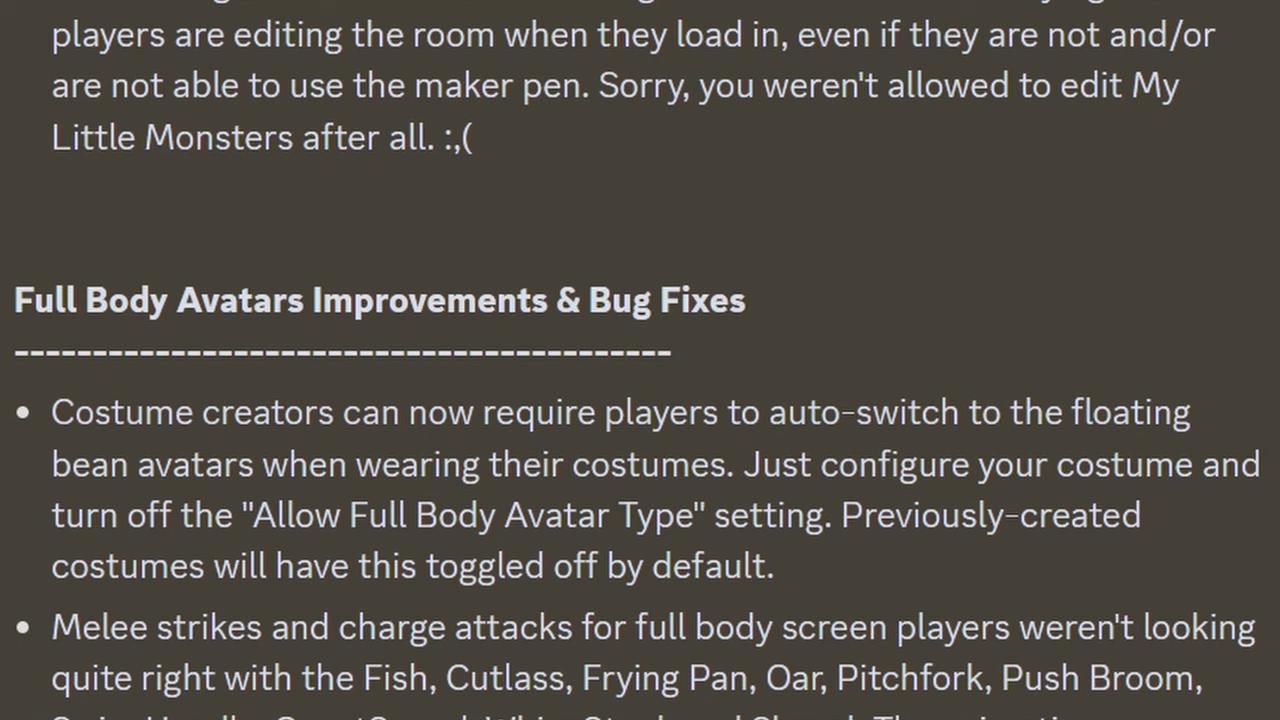 players are editing the room when they load in, even if they are not and/or
are not able to use the maker pen. Sorry, you weren't allowed to edit My
Little Monsters after all. :,(
Full Body Avatars Improvements & Bug Fixes
------------------------------------------
• Costume creators can now require players to auto-switch to the floating
bean avatars when wearing their costumes. Just configure your costume and
turn off the "Allow Full Body Avatar Type" setting. Previously-created
costumes will have this toggled off by default.
• Melee strikes and charge attacks for full body screen players weren't looking
quite right with the Fish, Cutlass, Frying Pan, Oar, Pitchfork, Push Broom,